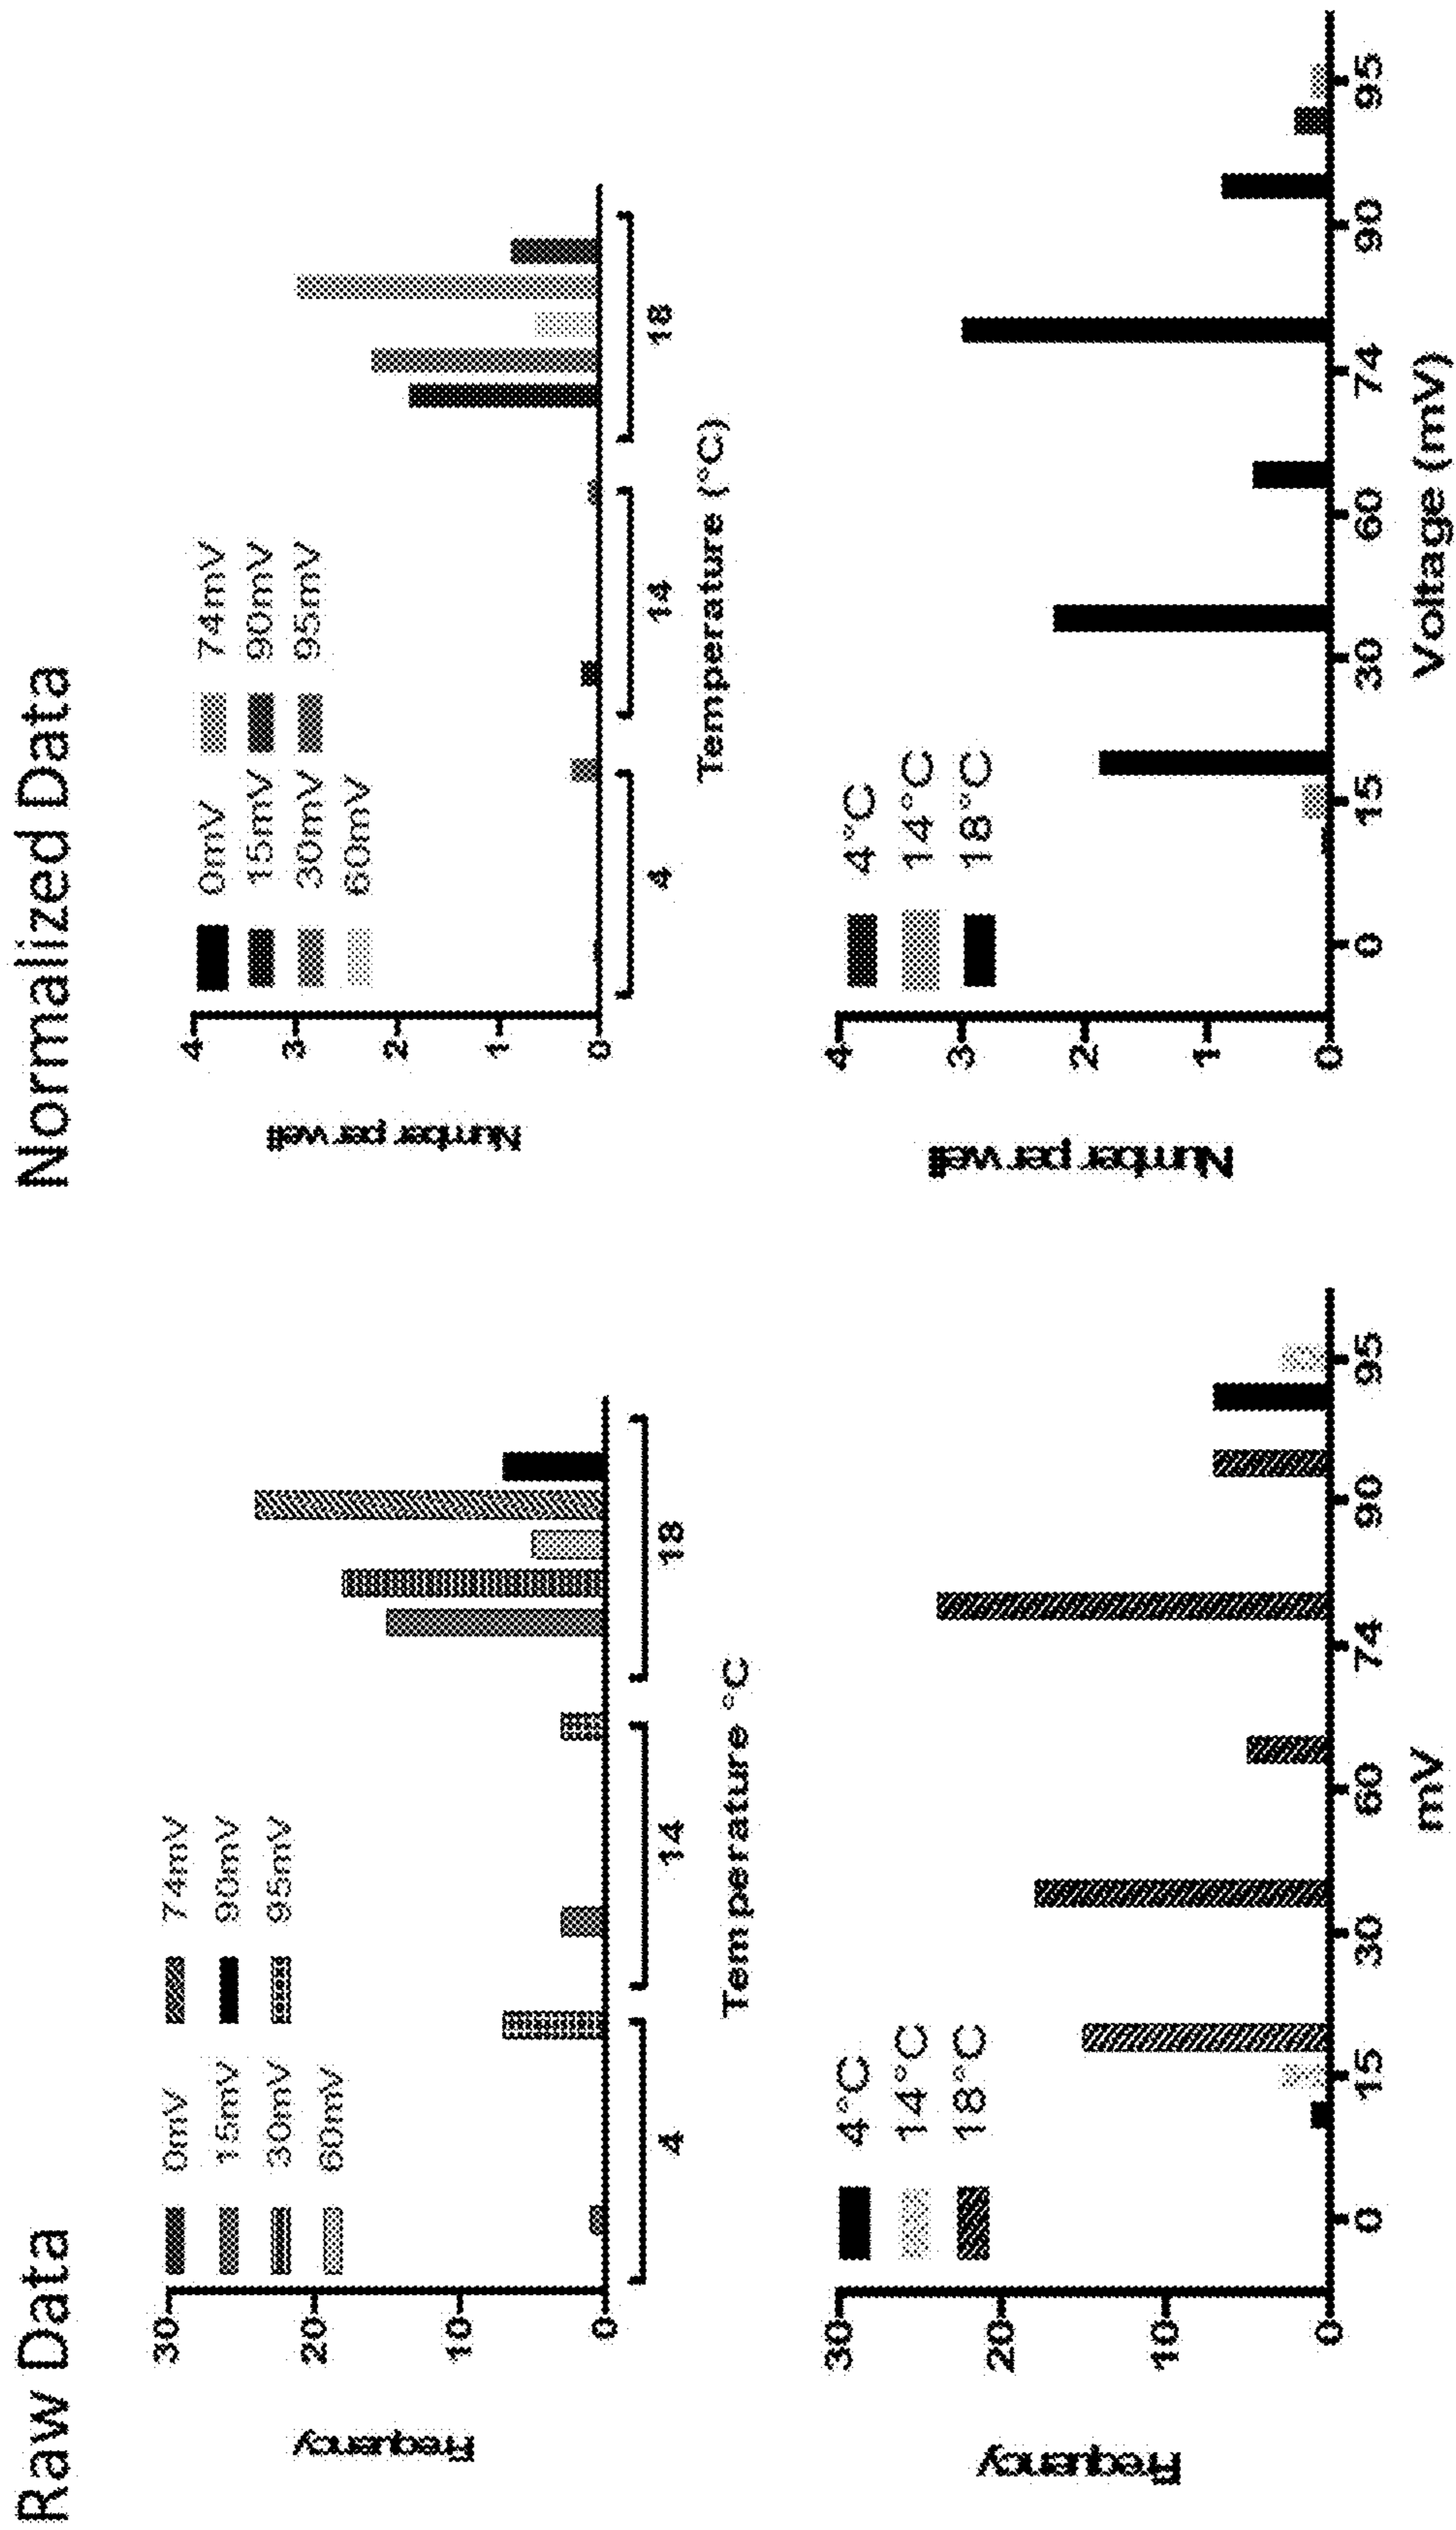 Raw Data
Frequency
30
20
10
0
0mV
15mV
30mV
60mV
74mV
90mV
95mV
4
14
18
Temperature °C
Frequency
30
20
10
0
4°C
14°C
18°C
0
15
30
60
74
90
95
mV
Normalized Data
Number per well
4
3
2
1
0
0mV
15mV
30mV
60mV
74mV
90mV
95mV
4
14
18
Temperature (°C)
Number per well
4
3
2
1
0
4°C
14°C
18°C
0
15
30
60
74
90
95
Voltage (mV)